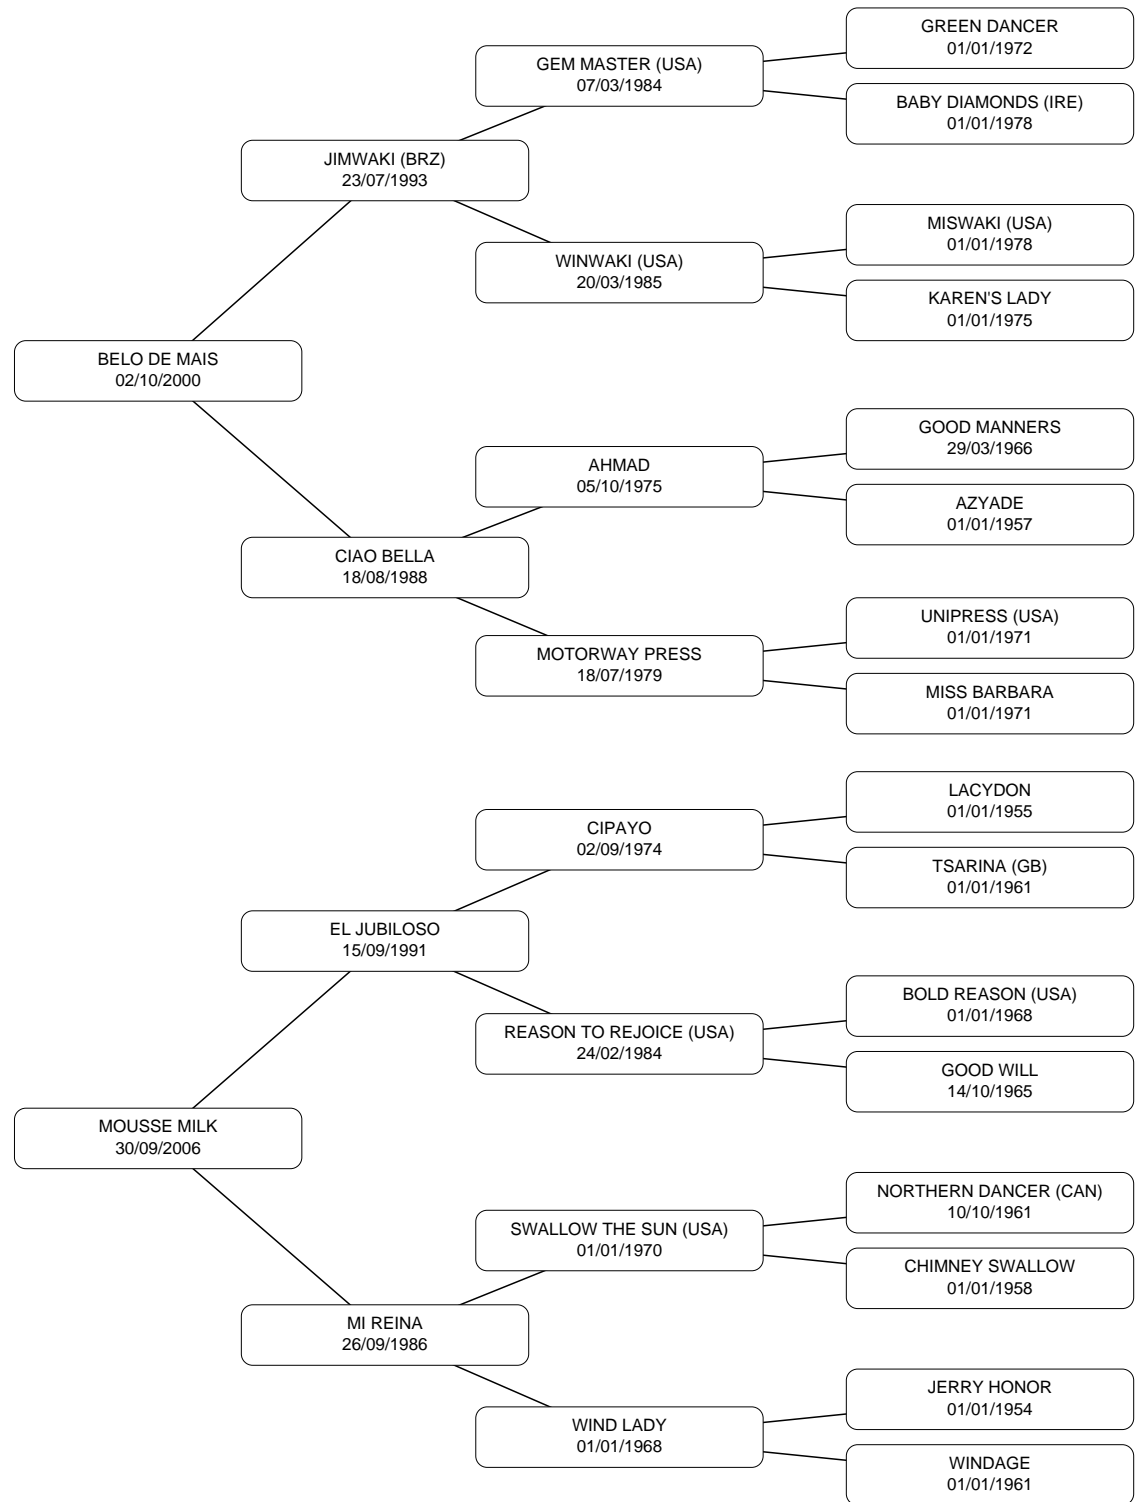 GREEN DANCER
01/01/1972
GEM MASTER (USA)
07/03/1984
BABY DIAMONDS (IRE)
01/01/1978
JIMWAKI (BRZ)
23/07/1993
MISWAKI (USA)
01/01/1978
WINWAKI (USA)
20/03/1985
KAREN'S LADY
01/01/1975
BELO DE MAIS
02/10/2000
GOOD MANNERS
29/03/1966
AHMAD
05/10/1975
AZYADE
01/01/1957
CIAO BELLA
18/08/1988
UNIPRESS (USA)
01/01/1971
MOTORWAY PRESS
18/07/1979
MISS BARBARA
01/01/1971
LACYDON
01/01/1955
CIPAYO
02/09/1974
TSARINA (GB)
01/01/1961
EL JUBILOSO
15/09/1991
BOLD REASON (USA)
01/01/1968
REASON TO REJOICE (USA)
24/02/1984
GOOD WILL
14/10/1965
MOUSSE MILK
30/09/2006
NORTHERN DANCER (CAN)
10/10/1961
SWALLOW THE SUN (USA)
01/01/1970
CHIMNEY SWALLOW
01/01/1958
MI REINA
26/09/1986
JERRY HONOR
01/01/1954
WIND LADY
01/01/1968
WINDAGE
01/01/1961